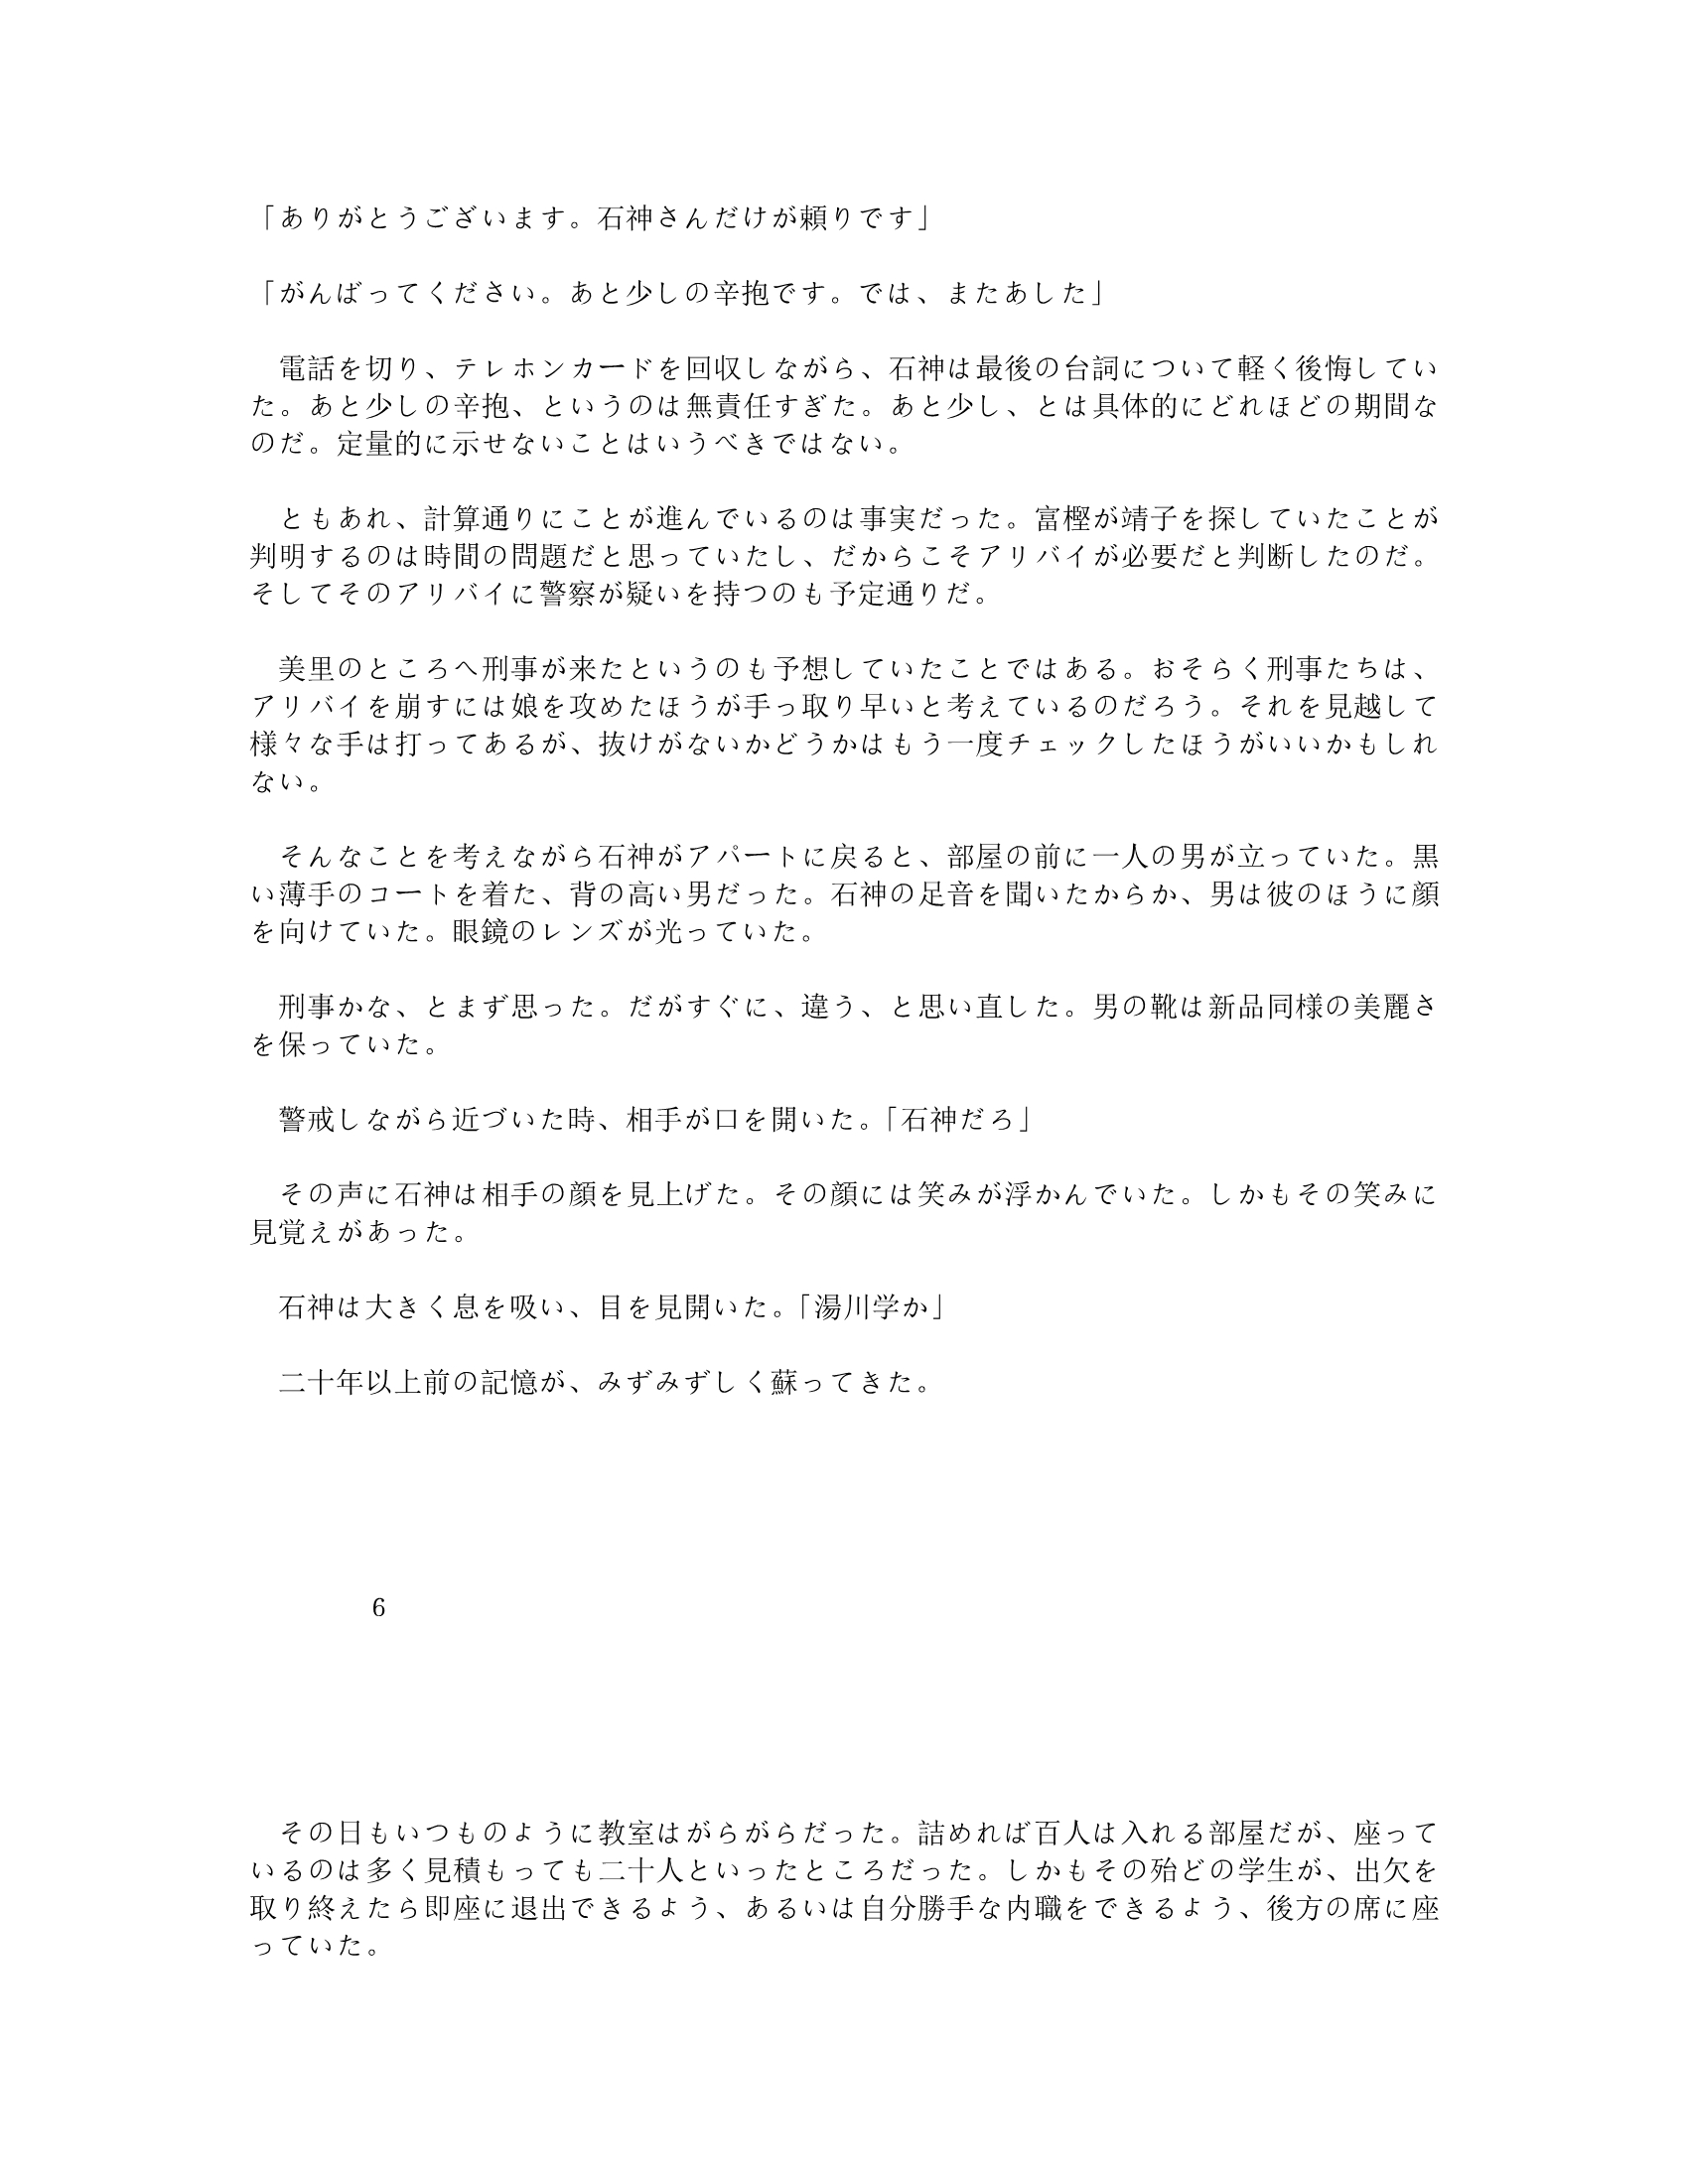 「ありがとうございます。石神さんだけが頼りです」
「がんばってください。あと少しの辛抱です。では、またあした」
電話を切り、テレホンカードを回収しながら、石神は最後の台詞について軽く後悔してい
た。あと少しの辛抱、というのは無責任すぎた。あと少し、とは具体的にどれほどの期間な
のだ。定量的に示せないことはいうべきではない。
ともあれ、計算通りにことが進んでいるのは事実だった。富樫が靖子を探していたことが
判明するのは時間の問題だと思っていたし、だからこそアリバイが必要だと判断したのだ。
そしてそのアリバイに警察が疑いを持つのも予定通りだ。
美里のところへ刑事が来たというのも予想していたことではある。おそらく刑事たちは、
アリバイを崩すには娘を攻めたほうが手っ取り早いと考えているのだろう。それを見越して
様々な手は打ってあるが、抜けがないかどうかはもう一度チェックしたほうがいいかもしれ
ない。
そんなことを考えながら石神がアパートに戻ると、部屋の前に一人の男が立っていた。黒
い薄手のコートを着た、背の高い男だった。石神の足音を聞いたからか、男は彼のほうに顔
を向けていた。眼鏡のレンズが光っていた。
刑事かな、とまず思った。だがすぐに、違う、と思い直した。男の靴は新品同様の美麗さ
を保っていた。
警戒しながら近づいた時、相手が口を開いた。「石神だろ」
その声に石神は相手の顔を見上げた。その顔には笑みが浮かんでいた。しかもその笑みに
見覚えがあった。
石神は大きく息を吸い、目を見開いた。「湯川学か」
二十年以上前の記憶が、みずみずしく蘇ってきた。
6
その日もいつものように教室はがらがらだった。詰めれば百人は入れる部屋だが、座って
いるのは多く見積もっても二十人といったところだった。しかもその殆どの学生が、出欠を
取り終えたら即座に退出できるよう、あるいは自分勝手な内職をできるよう、後方の席に座
っていた。